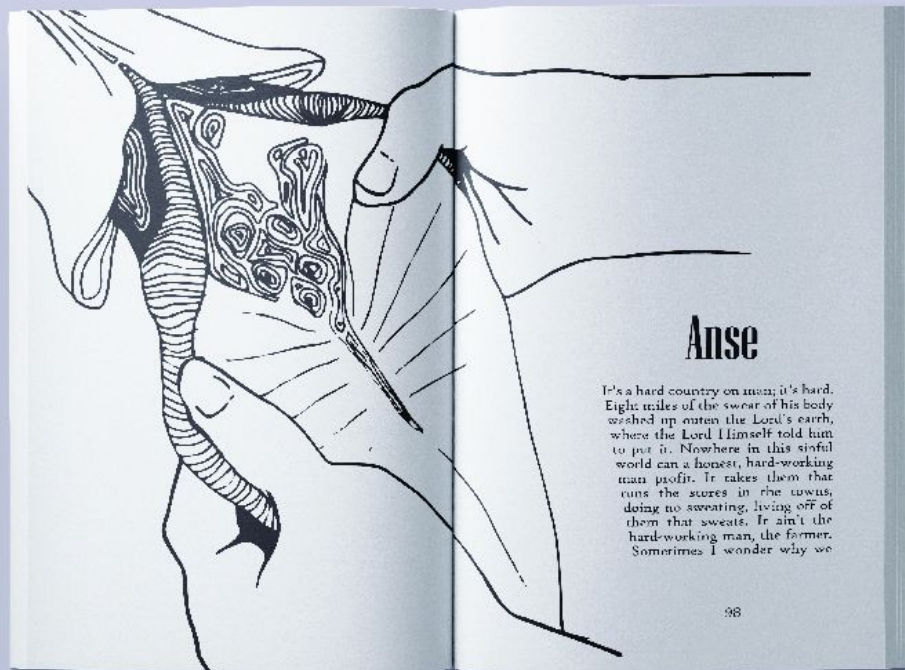 Anse
It's a hard country on man; it's hard.
Eight miles of the sweat of his body
washed up outen the Lord's earth,
where the Lord Himself told him
to put it. Nowhere in this sinful
world can a honest, hard-working
man profit. It takes them that
runs the stores in the towns,
doing no sweating, living off of
them that sweats. It ain't the
hard-working man, the farmer.
Sometimes I wonder why we
98